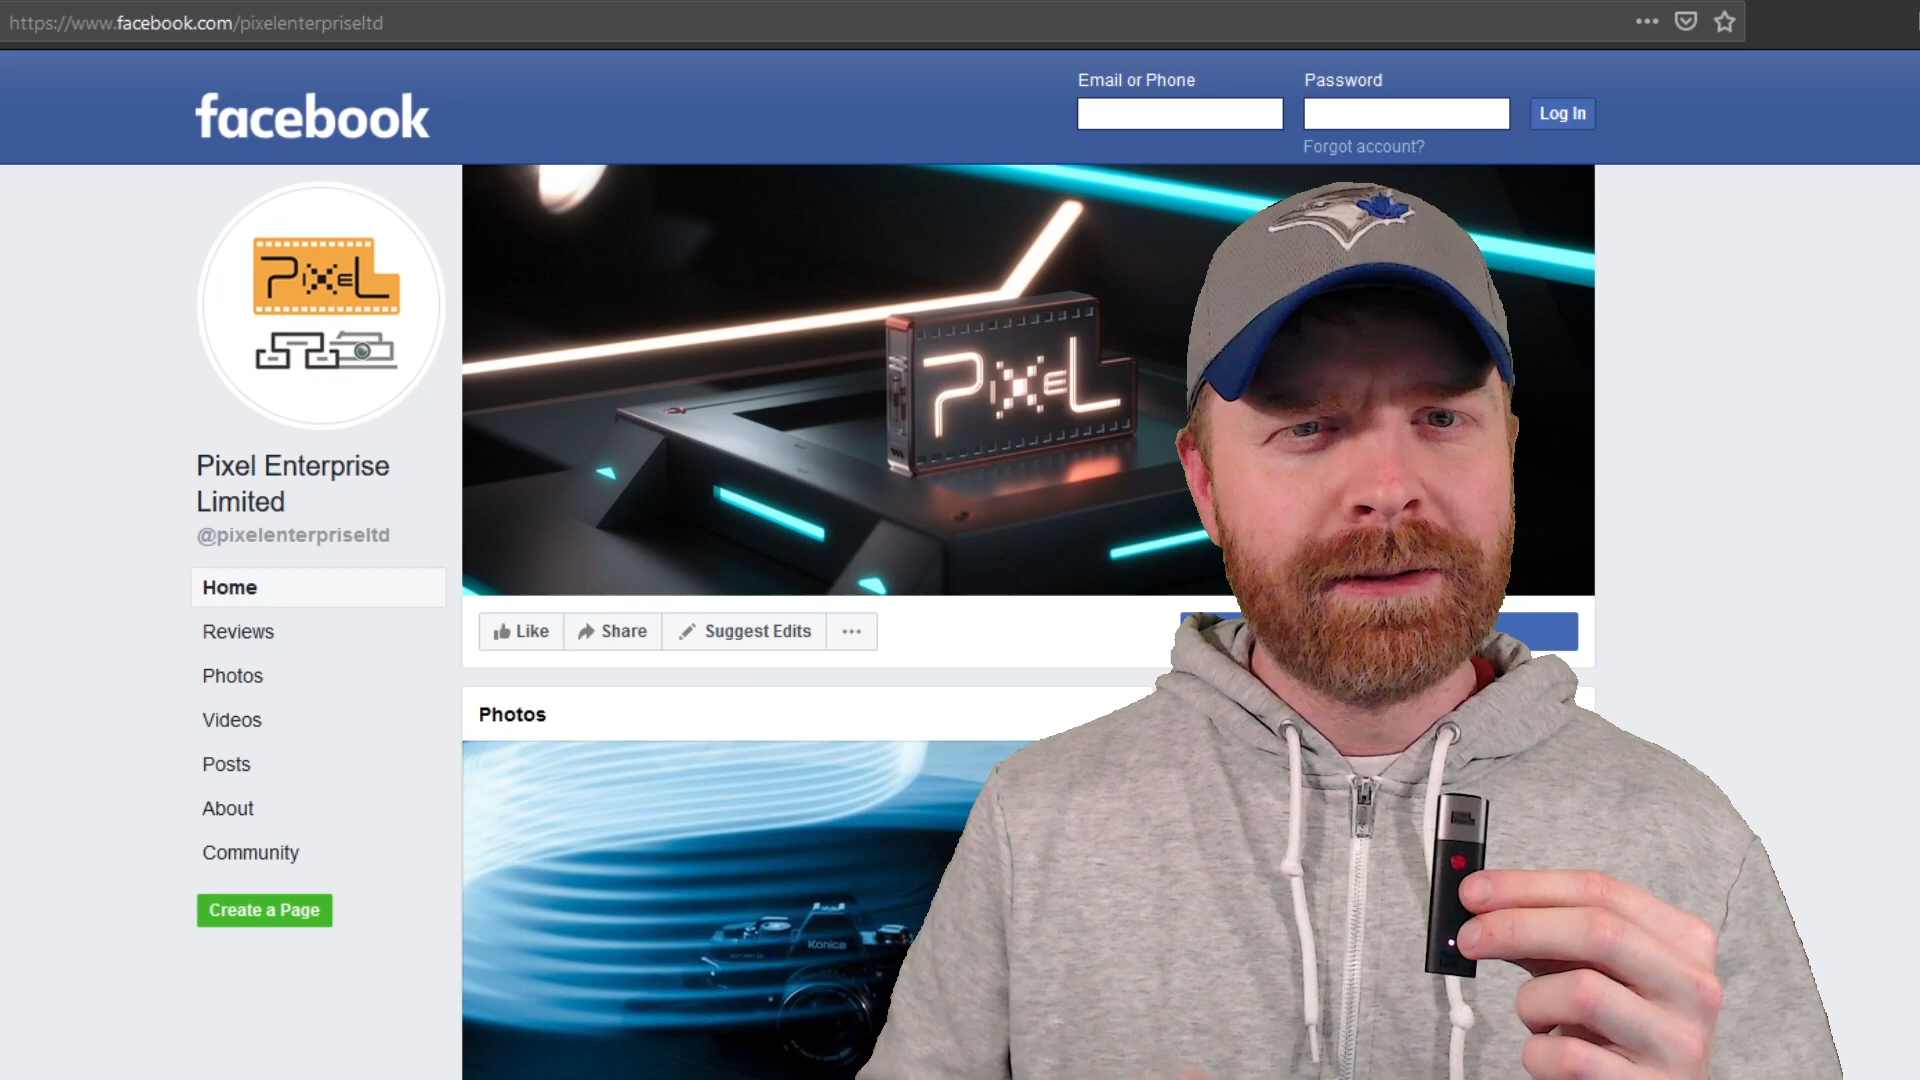 https://www.facebook.com/pixelenterpriseltd
facebook
Email or Phone
Password
Log In
Forgot account?
PIXEL
PIXEL
Pixel Enterprise
Limited
@pixelenterpriseltd
Home
Reviews
Photos
Videos
Posts
About
Community
Create a Page
Like
Share
Suggest Edits
Photos
Konica